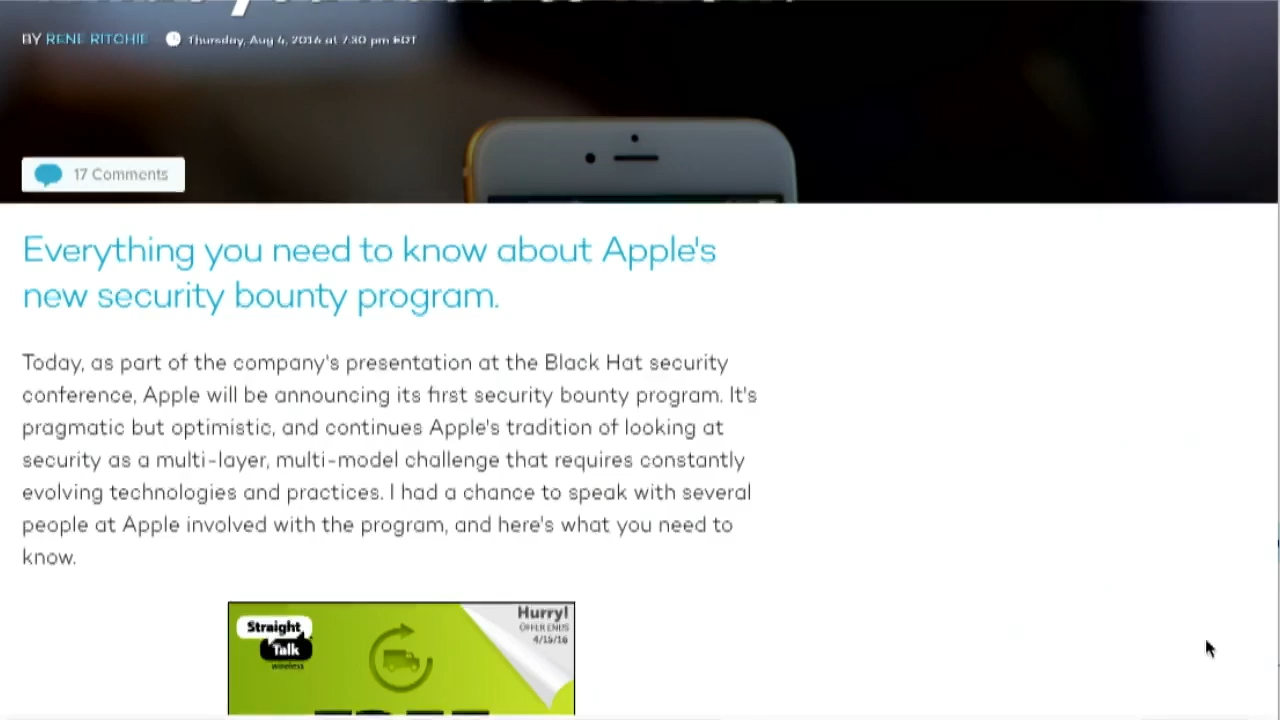 BY RENE RITCHIE Thursday, Aug 4, 2016 at 7:30 pm EDT
17 Comments
Everything you need to know about Apple's
new security bounty program.
Today, as part of the company's presentation at the Black Hat security
conference, Apple will be announcing its first security bounty program. It's
pragmatic but optimistic, and continues Apple's tradition of looking at
security as a multi-layer, multi-model challenge that requires constantly
evolving technologies and practices. I had a chance to speak with several
people at Apple involved with the program, and here's what you need to
know.
Straight
Talk
wireless
Hurry!
OFFER ENDS
4/15/16